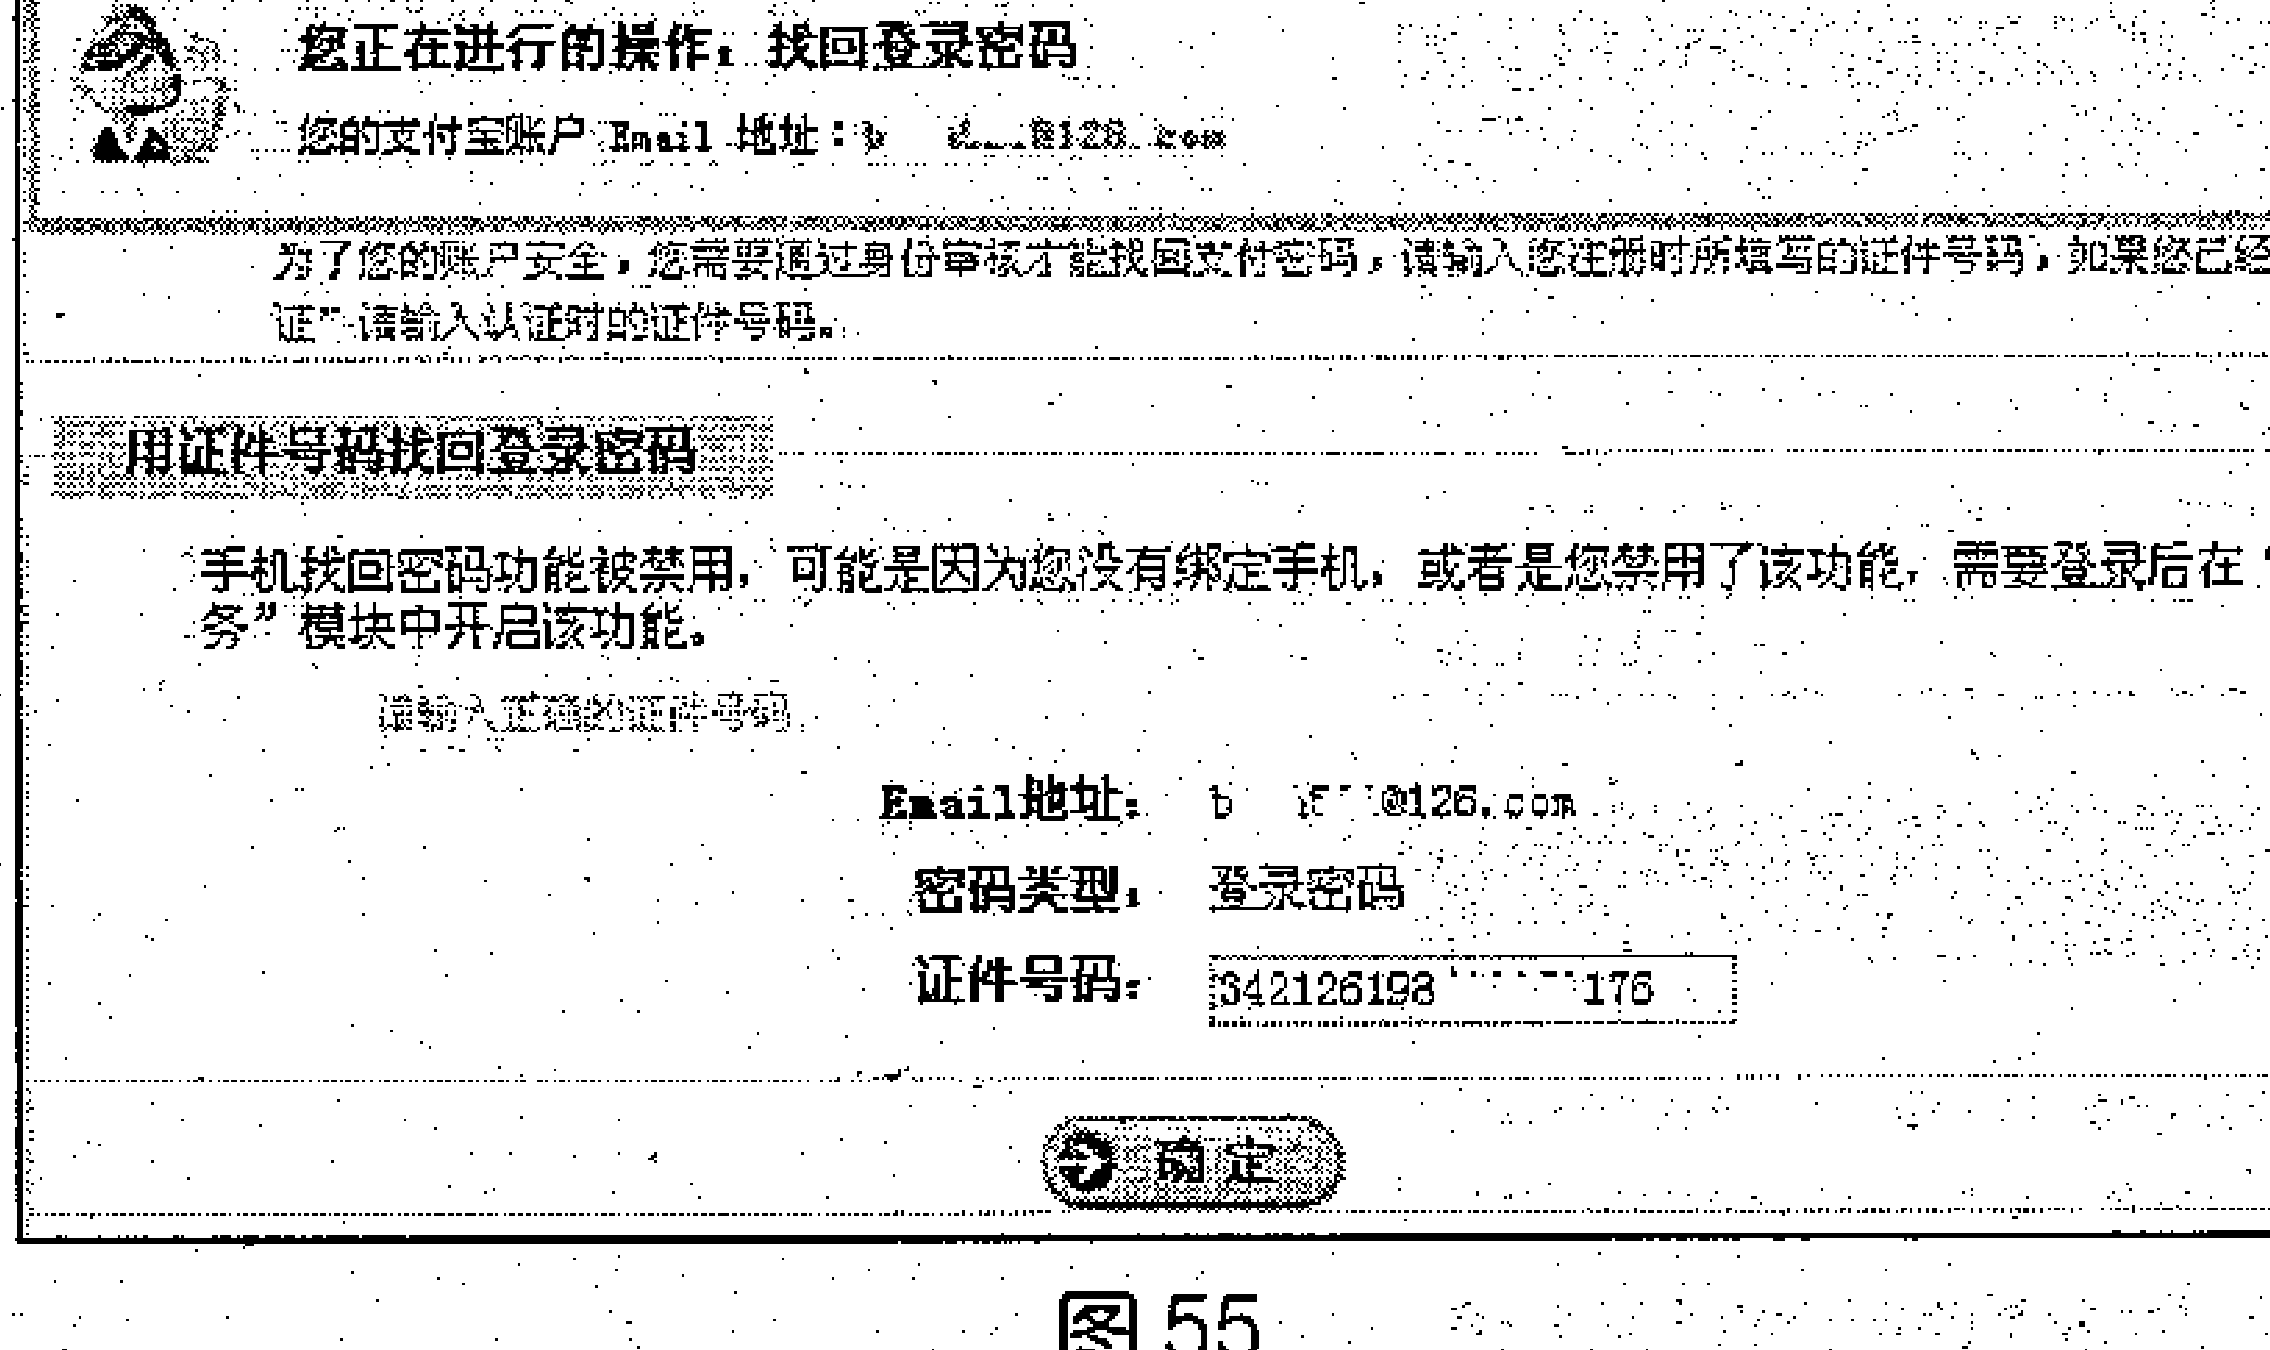 您正在进行的操作：找回登录密码
您的支付宝账户 Email 地址：b @126.com
为了您的账户安全，您需要通过身份审核才能找回支付密码，请输入您注册时所填写的证件号码，如果您已经
证”请输入认证时的证件号码。
用证件号码找回登录密码
手机找回密码功能被禁用，可能是因为您没有绑定手机，或者是您禁用了该功能，需要登录后在“
务”模块中开启该功能。
请输入正确的证件号码
Email地址： b @126.com
密码类型： 登录密码
证件号码： 342126198 176
确 定
图 55